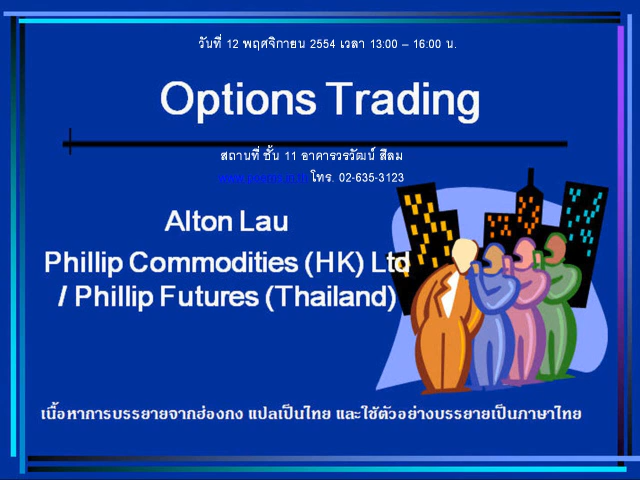 วันที่ 12 พฤศจิกายน 2554 เวลา 13:00 – 16:00 น.
Options Trading
สถานที่ ชั้น 11 อาคารวรวัฒน์ สีลม
โทร. 02-635-3123
Alton Lau
Phillip Commodities (HK) Ltd
/ Phillip Futures (Thailand)
เนื้อหาการบรรยายจากฮ่องกง แปลเป็นไทย และใช้ตัวอย่างบรรยายเป็นภาษาไทย